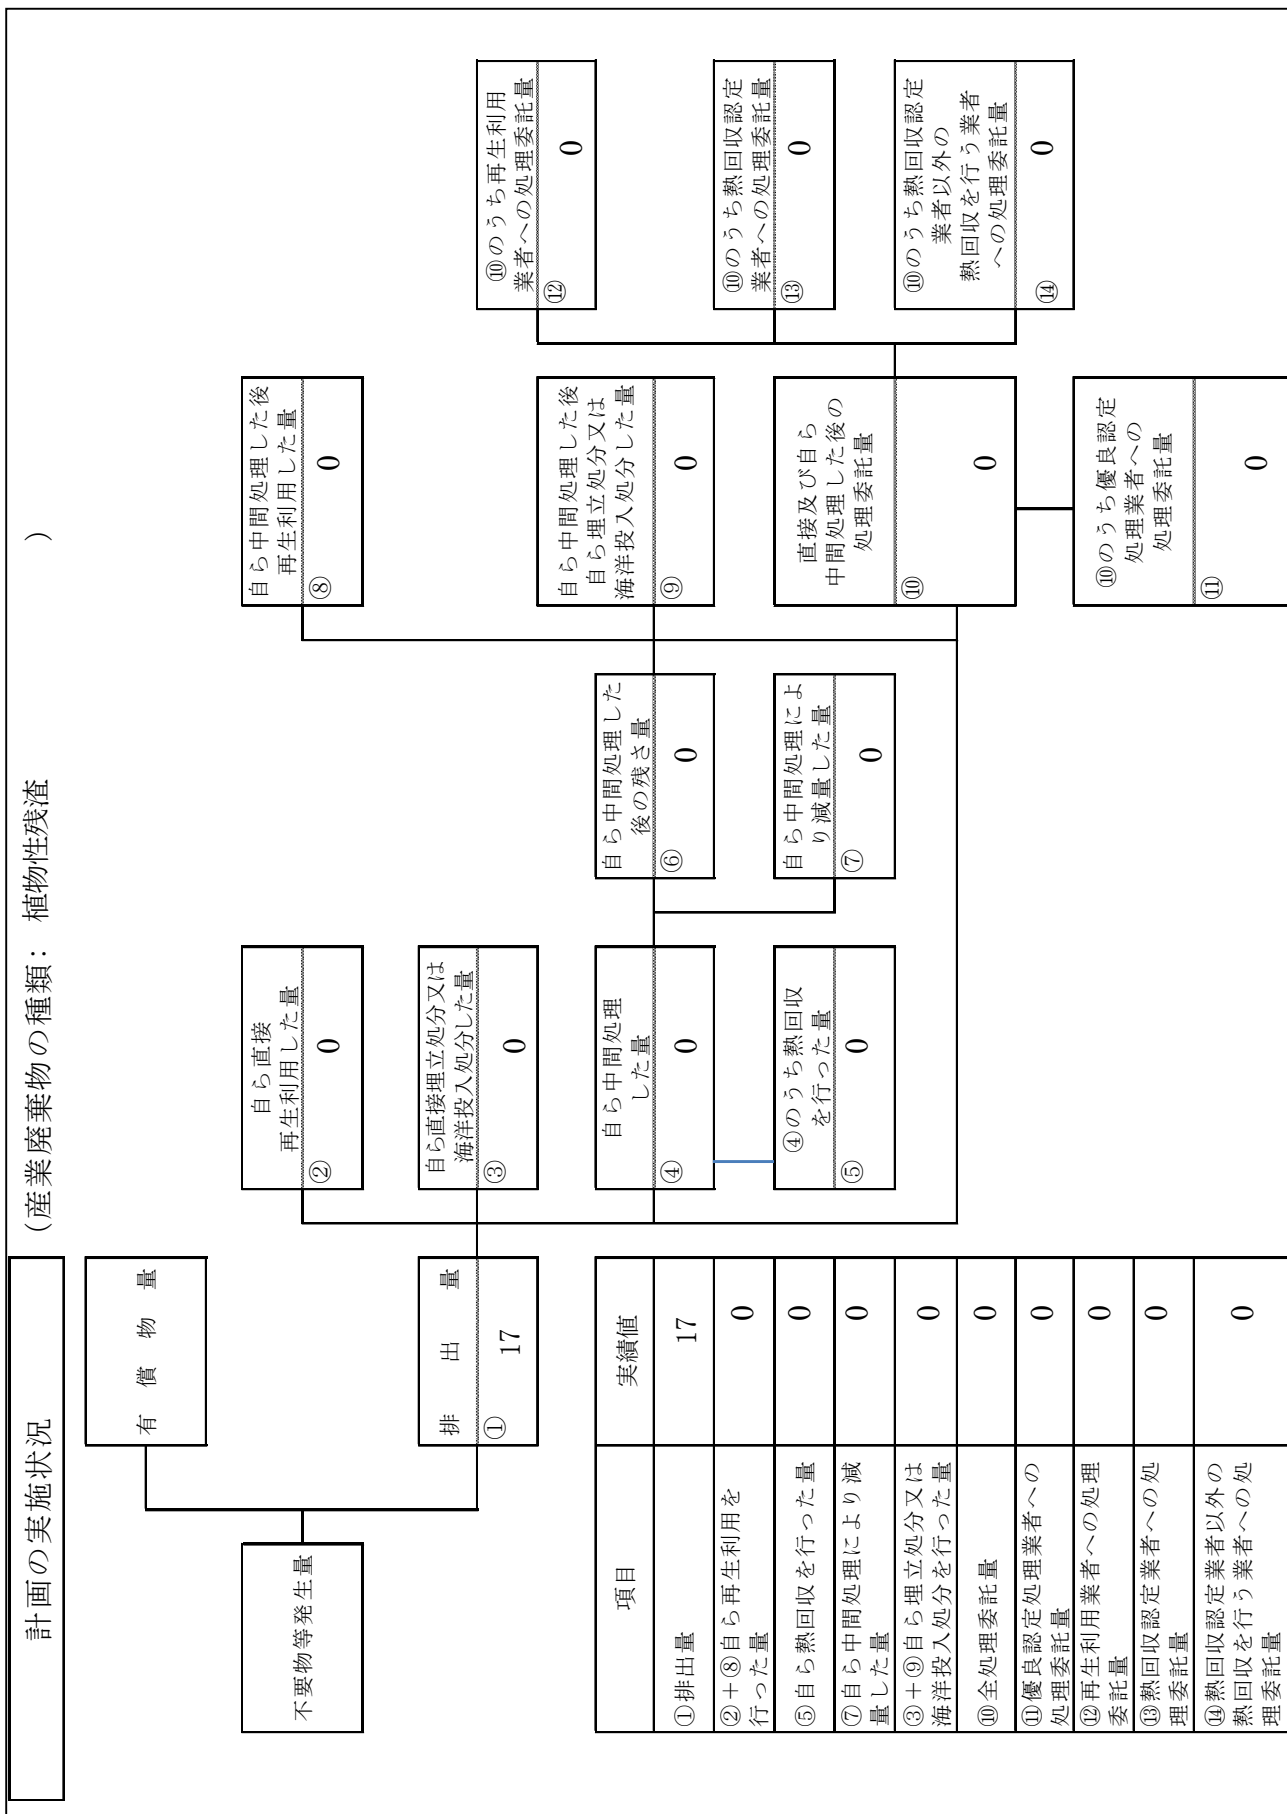 計画の実施状況
(産業廃棄物の種類： 植物性残渣 )
不要物等発生量
有償物量
排出量
①
17
自ら直接
再生利用した量
②
0
自ら直接埋立処分又は
海洋投入処分した量
③
0
自ら中間処理
した量
④
0
④のうち熱回収
を行った量
⑤
0
自ら中間処理した
後の残さ量
⑥
0
自ら中間処理によ
り減量した量
⑦
0
自ら中間処理した後
再生利用した量
⑧
0
自ら中間処理した後
自ら埋立処分又は
海洋投入処分した量
⑨
0
直接及び自ら
中間処理した後の
処理委託量
⑩
0
⑩のうち優良認定
処理業者への
処理委託量
⑪
0
⑩のうち再生利用
業者への処理委託量
⑫
0
⑩のうち熱回収認定
業者への処理委託量
⑬
0
⑩のうち熱回収認定
業者以外の
熱回収を行う業者
への処理委託量
⑭
0
項目 実績値
①排出量 17
②＋⑧自ら再生利用を
行った量 0
⑤自ら熱回収を行った量 0
⑦自ら中間処理により減
量した量 0
③＋⑨自ら埋立処分又は
海洋投入処分を行った量 0
⑩全処理委託量 0
⑪優良認定処理業者への
処理委託量 0
⑫再生利用業者への処理
委託量 0
⑬熱回収認定業者への処
理委託量 0
⑭熱回収認定業者以外の
熱回収を行う業者への処
理委託量 0